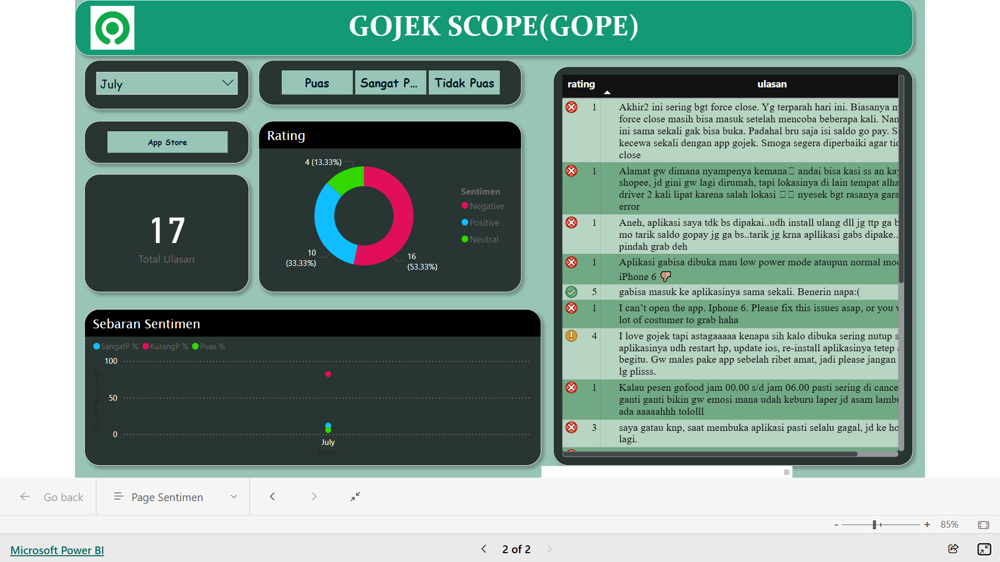 GOJEK SCOPE(GOPE)
July
Puas
Sangat P...
Tidak Puas
App Store
17
Total Ulasan
Rating
4 (13.33%)
10
(33.33%)
16
(53.33%)
Sentimen
Negative
Positive
Neutral
Sebaran Sentimen
SangatP % KurangP % Puas %
SangatP % KurangP...
100
50
0
July
Month
rating ulasan
1 Akhir2 ini sering bgt force close. Yg terparah hari ini. Biasanya
force close masih bisa masuk setelah mencoba beberapa kali.
ini sama sekali gak bisa buka. Padahal bru saja isi saldo go pay.
kecewa sekali dengan app gojek. Smoga segera diperbaiki agar
close
1 Alamat gw dimana nyampenya kemana andai bisa kasi ss an
shopee, jd gini gw lagi dirumah, tapi lokasinya di lain tempat
driver 2 kali lipat karena salah lokasi nyesek bgt rasanya
error
1 Aneh, aplikasi saya tdk bs dipakai..udh install ulang dll jg ttp ga
mo tarik saldo gopay jg ga bs..tarik jg krna apllikasi gabs dipake..
pindah grab deh
1 Aplikasi gabisa dibuka mau low power mode ataupun normal
iPhone 6 👎
5 gabisa masuk ke aplikasinya sama sekali. Benerin napa:(
1 I can’t open the app. Iphone 6. Please fix this issues asap, or you
lot of costumer to grab haha
4 I love gojek tapi astagaaaaa kenapa sih kalo dibuka sering nutup
aplikasinya udh restart hp, update ios, re-install aplikasinya tetep
begitu. Gw males pake app sebelah ribet amat, jadi please jangan
lg plisss.
1 Kalau pesen gofood jam 00.00 s/d jam 06.00 pasti sering di
ganti ganti bikin gw emosi mana udah keburu laper jd asam
ada aaaaahhh tololll
3 saya gatau knp, saat membuka aplikasi pasti selalu gagal, jd ke
lagi.
Go back
Page Sentimen
- + 85%
Microsoft Power BI
2 of 2